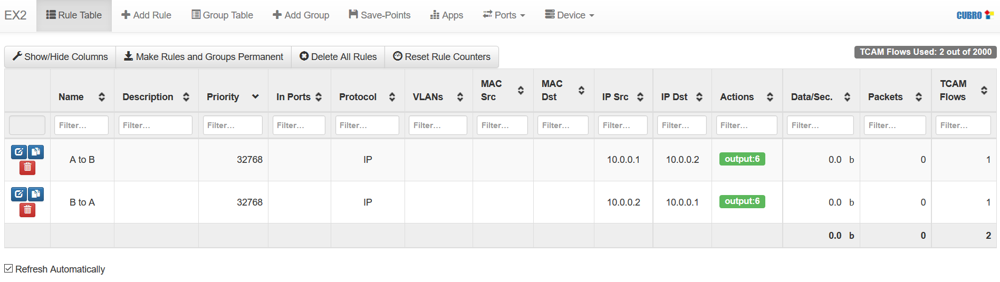 EX2 Rule Table Add Rule Group Table Add Group Save-Points Apps Ports Device CUBRO
Show/Hide Columns Make Rules and Groups Permanent Delete All Rules Reset Rule Counters TCAM Flows Used: 2 out of 2000
Name Description Priority In Ports Protocol VLANs MAC Src MAC Dst IP Src IP Dst Actions Data/Sec. Packets TCAM Flows
Filter... Filter... Filter... Filter... Filter... Filter... Filter... Filter... Filter... Filter... Filter... Filter... Filter... Filter...
A to B 32768 IP 10.0.0.1 10.0.0.2 output:6 0.0 b 0 1
B to A 32768 IP 10.0.0.2 10.0.0.1 output:6 0.0 b 0 1
0.0 b 0 2
Refresh Automatically